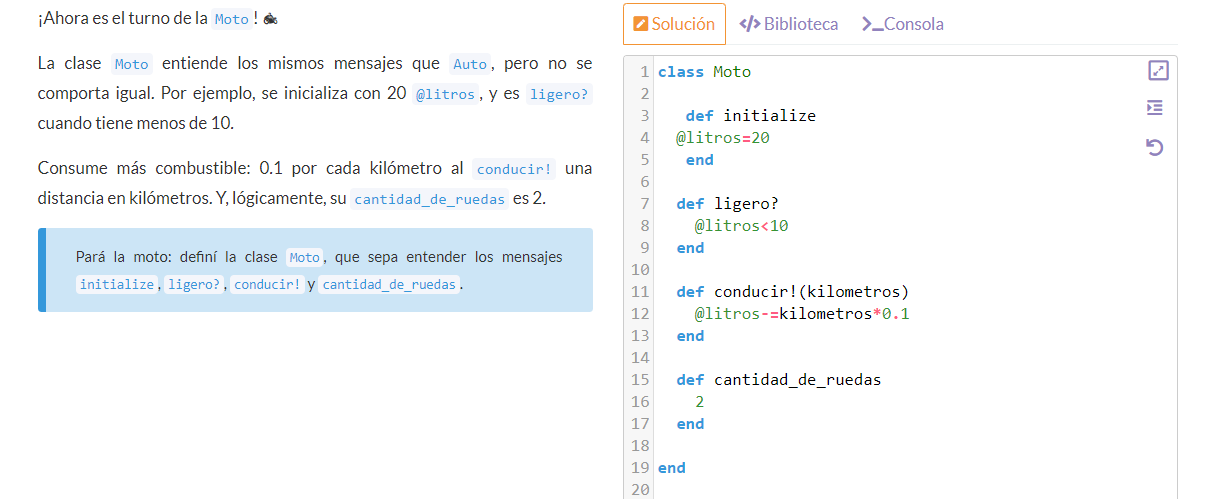 ¡Ahora es el turno de la Moto!
La clase Moto entiende los mismos mensajes que Auto, pero no se
comporta igual. Por ejemplo, se inicializa con 20 @litros, y es ligero?
cuando tiene menos de 10.
Consume más combustible: 0.1 por cada kilómetro al conducir! una
distancia en kilómetros. Y, lógicamente, su cantidad_de_ruedas es 2.
Pará la moto: definí la clase Moto, que sepa entender los mensajes
initialize, ligero?, conducir! y cantidad_de_ruedas.
Solución
</> Biblioteca
>_Consola
1 class Moto
2
3 def initialize
4 @litros=20
5 end
6
7 def ligero?
8 @litros<10
9 end
10
11 def conducir!(kilometros)
12 @litros-=kilometros*0.1
13 end
14
15 def cantidad_de_ruedas
16 2
17 end
18
19 end
20